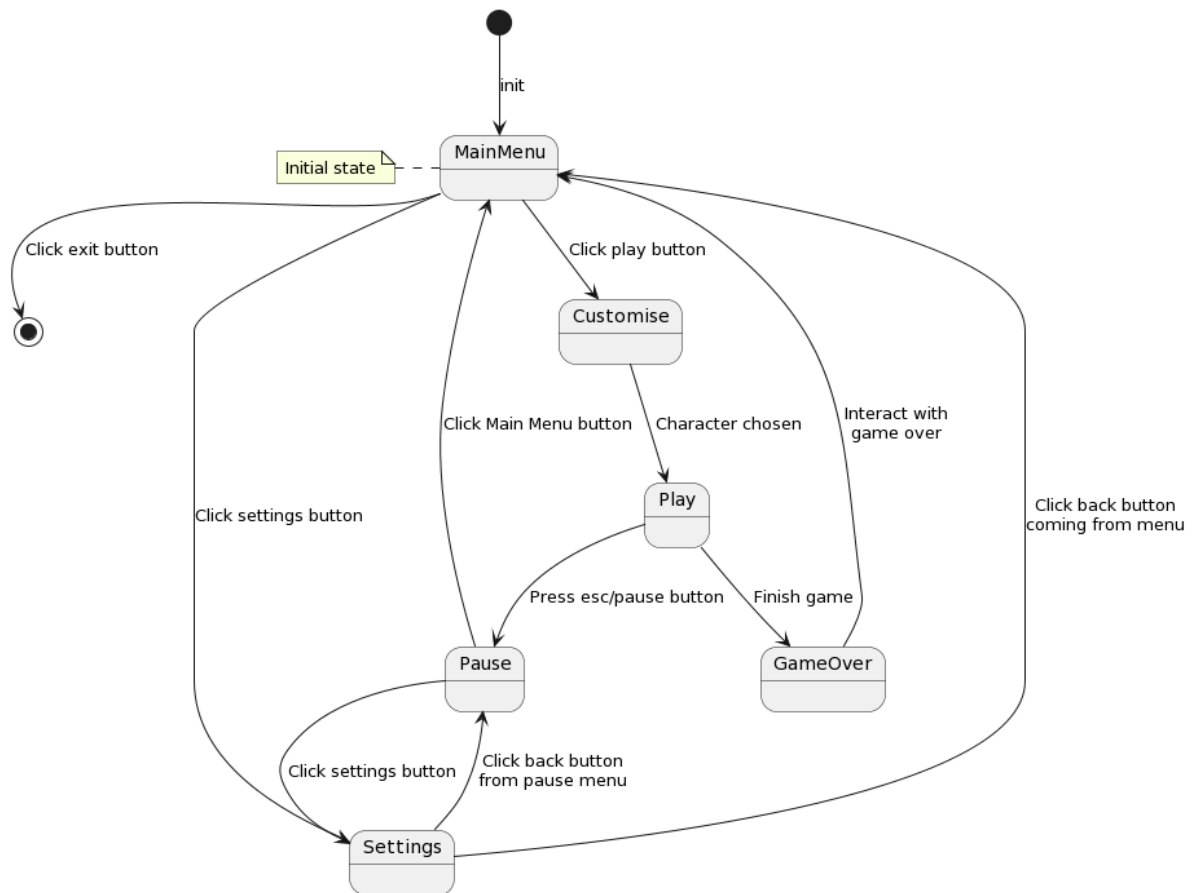 init
MainMenu
Initial state
Click exit button
Click play button
Customise
Click Main Menu button
Character chosen
Interact with
game over
Play
Click settings button
Click back button
coming from menu
Press esc/pause button
Finish game
Pause
GameOver
Click settings button
Click back button
from pause menu
Settings